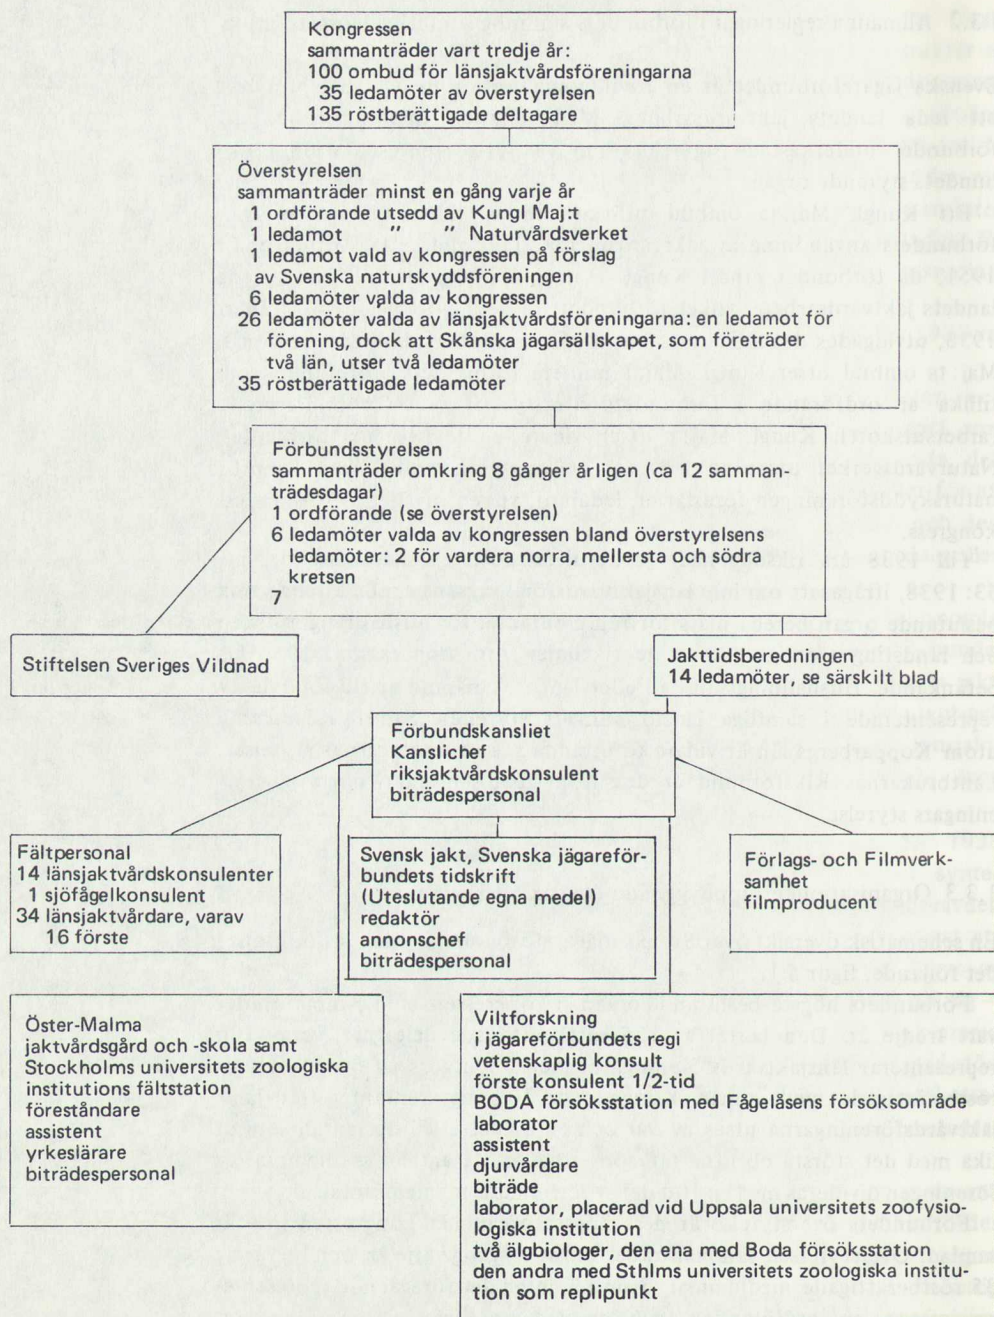 Kongressen
sammanträder vart tredje år:
100 ombud för länsjaktvårdsföreningarna
35 ledamöter av överstyrelsen
135 röstberättigade deltagare
Överstyrelsen
sammanträder minst en gång varje år
1 ordförande utsedd av Kungl Maj:t
1 ledamot " " Naturvårdsverket
1 ledamot vald av kongressen på förslag
av Svenska naturskyddsföreningen
6 ledamöter valda av kongressen
26 ledamöter valda av länsjaktvårdsföreningarna: en ledamot för
förening, dock att Skånska jägarsällskapet, som företräder
två län, utser två ledamöter
35 röstberättigade ledamöter
Förbundsstyrelsen
sammanträder omkring 8 gånger årligen (ca 12 samman-
trädesdagar)
1 ordförande (se överstyrelsen)
6 ledamöter valda av kongressen bland överstyrelsens
ledamöter: 2 för vardera norra, mellersta och södra
kretsen
7
Stiftelsen Sveriges Vildnad
Jakttidsberedningen
14 ledamöter, se särskilt blad
Förbundskansliet
Kanslichef
riksjaktvårdskonsulent
biträdespersonal
Fältpersonal
14 länsjaktvårdskonsulenter
1 sjöfågelkonsulent
34 länsjaktvårdare, varav
16 förste
Svensk jakt, Svenska jägareför-
bundets tidskrift
(Uteslutande egna medel)
redaktör
annonschef
biträdespersonal
Förlags- och Filmverk-
samhet
filmproducent
Öster-Malma
jaktvårdsgård och -skola samt
Stockholms universitets zoologiska
institutions fältstation
föreståndare
assistent
yrkeslärare
biträdespersonal
Viltforskning
i jägareförbundets regi
vetenskaplig konsult
förste konsulent 1/2-tid
BODA försöksstation med Fågelåsens försöksområde
laborator
assistent
djurvårdare
biträde
laborator, placerad vid Uppsala universitets zoofysio-
logiska institution
två älgbiologer, den ena med Boda försöksstation
den andra med Sthlms universitets zoologiska institu-
tion som replipunkt